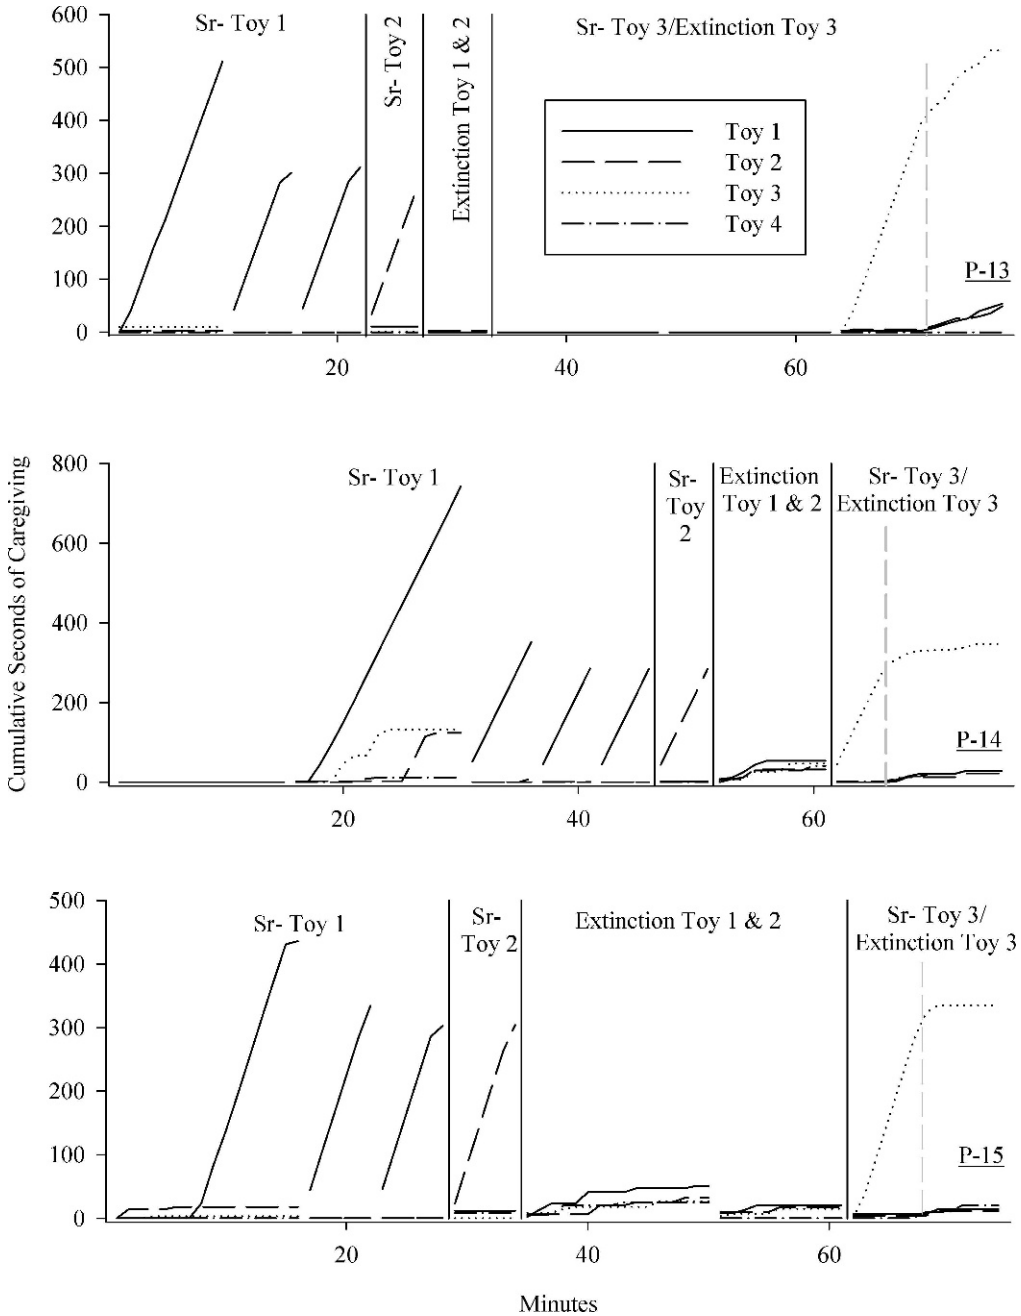 Cumulative Seconds of Caregiving
600
500
400
300
200
100
0
Sr- Toy 1
Sr- Toy 2
Extinction Toy 1 & 2
Sr- Toy 3/Extinction Toy 3
Toy 1
Toy 2
Toy 3
Toy 4
P-13
20
40
60
800
600
400
200
0
Sr- Toy 1
Sr-
Toy
2
Extinction
Toy 1 & 2
Sr- Toy 3/
Extinction Toy 3
P-14
20
40
60
500
400
300
200
100
0
Sr- Toy 1
Sr-
Toy 2
Extinction Toy 1 & 2
Sr- Toy 3/
Extinction Toy 3
P-15
20
40
60
Minutes